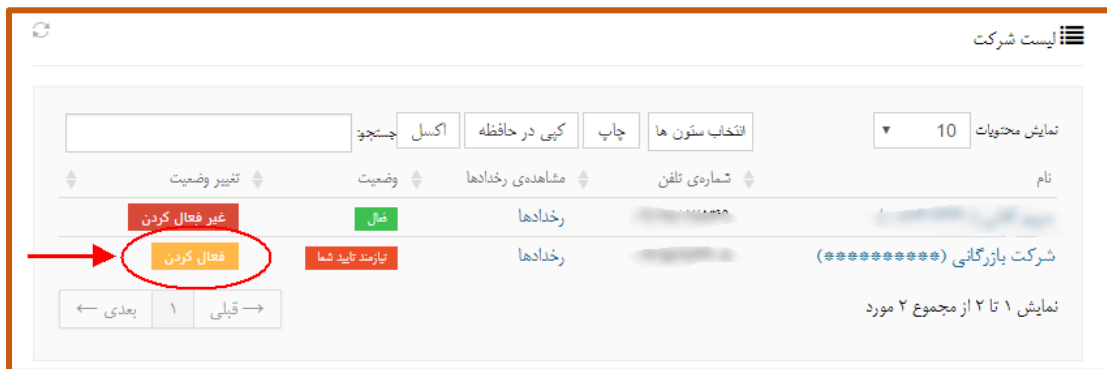 لیست شرکت
نمایش محتویات 10 انتخاب ستون ها چاپ کپی در حافظه اکسل جستجو:
نام شماره‌ی تلفن مشاهده‌ی رخدادها وضعیت تغییر وضعیت
رخدادها فعال غیر فعال کردن
شرکت بازرگانی (**********) رخدادها نیازمند تایید شما فعال کردن
نمایش ۱ تا ۲ از مجموع ۲ مورد
→ قبلی ۱ بعدی ←